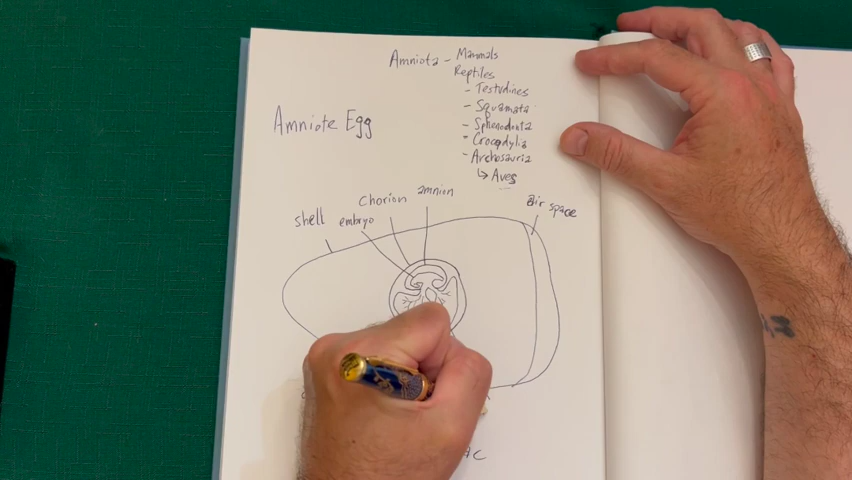 Amniota - Mammals
Reptiles
- Testudines
- Squamata
- Sphenodonta
- Crocodylia
- Archosauria
↳ Aves
Amniote Egg
shell
embryo
Chorion
amnion
air space